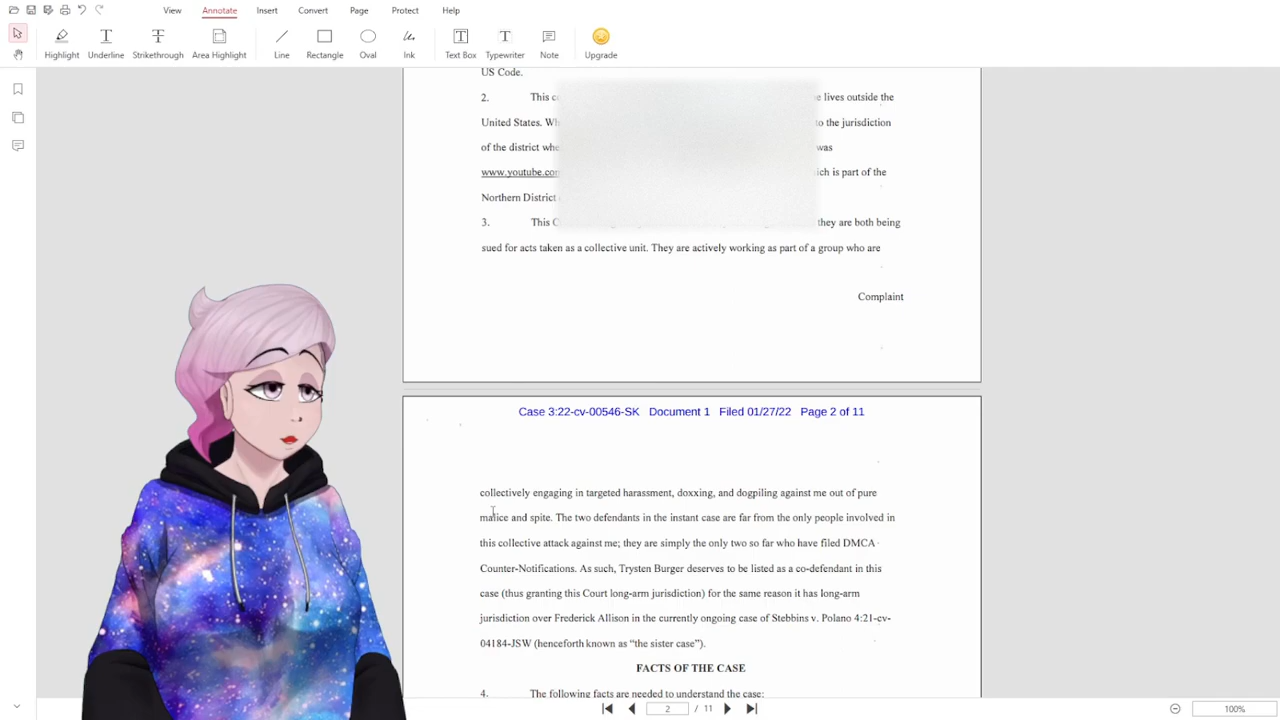 View Annotate Insert Convert Page Protect Help
Highlight Underline Strikethrough Area Highlight Line Rectangle Oval Ink Text Box Typewriter Note Upgrade
US Code.
2. This lives outside the
United States. to the jurisdiction
of the district was
www.youtube. is part of the
Northern District
3. This they are both being
sued for acts taken as a collective unit. They are actively working as part of a group who are
Complaint
Case 3:22-cv-00546-SK Document 1 Filed 01/27/22 Page 2 of 11
collectively engaging in targeted harassment, doxxing, and dogpiling against me out of pure
malice and spite. The two defendants in the instant case are far from the only people involved in
this collective attack against me; they are simply the only two so far who have filed DMCA
Counter-Notifications. As such, Trysten Burger deserves to be listed as a co-defendant in this
case (thus granting this Court long-arm jurisdiction) for the same reason it has long-arm
jurisdiction over Frederick Allison in the currently ongoing case of Stebbins v. Polano 4:21-cv-
04184-JSW (henceforth known as "the sister case").
FACTS OF THE CASE
4. The following facts are needed to understand the case:
2 / 11 100%